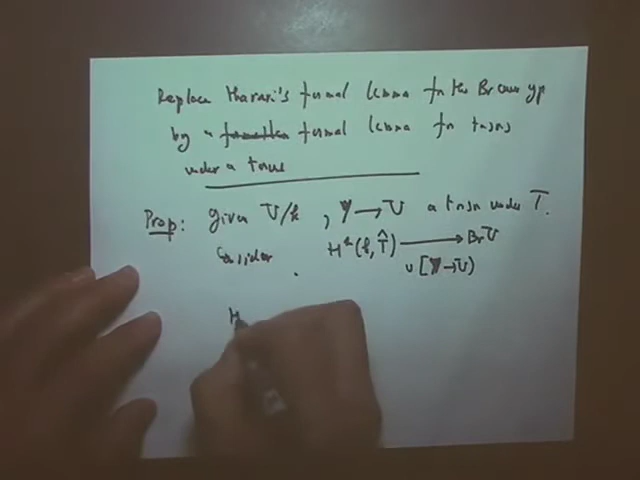 Replace Harari's formal lemma for the Brauer gp
by a formal lemma for torsors
under a torus
Prop: given U/k , Y → U a torsor under T.
Consider H²(k, T̂) → Br U
∪ [Y → U]
H